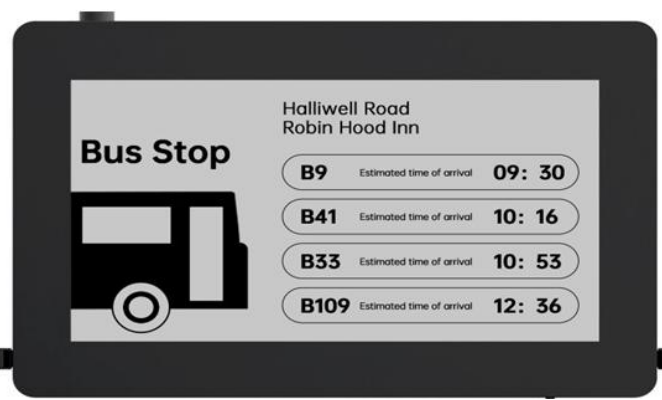 Bus Stop
Halliwell Road
Robin Hood Inn
B9 Estimated time of arrival 09: 30
B41 Estimated time of arrival 10: 16
B33 Estimated time of arrival 10: 53
B109 Estimated time of arrival 12: 36